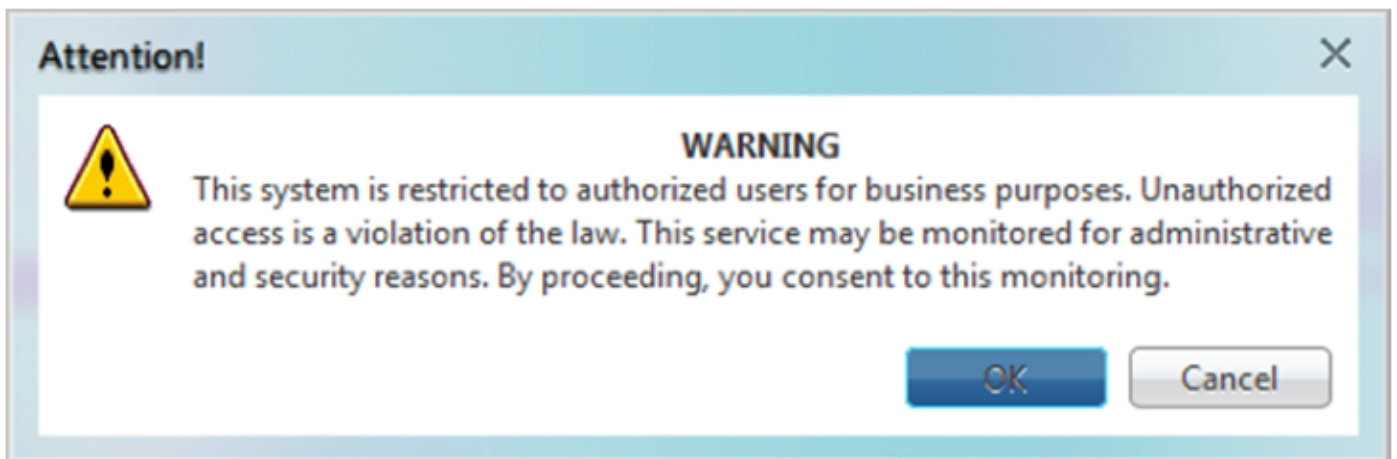 Attention!
WARNING
This system is restricted to authorized users for business purposes. Unauthorized
access is a violation of the law. This service may be monitored for administrative
and security reasons. By proceeding, you consent to this monitoring.
OK Cancel